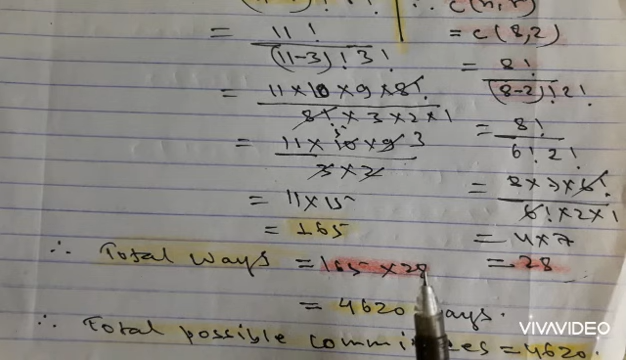 ∴ C(n,r)
= 11! / (11-3)! 3!
= C(8,2)
= 11×10×9×8! / 8!×3×2×1
= 8! / (8-2)! 2!
= 11×10×9 3 / 3×2
5
= 8! / 6! 2!
= 11×15
= 8×7×6! / 6!×2×1
= 165
= 4×7
∴ Total ways = 165×28
= 28
= 4620 ways.
∴ Total possible committees = 4620.
VIVAVIDEO